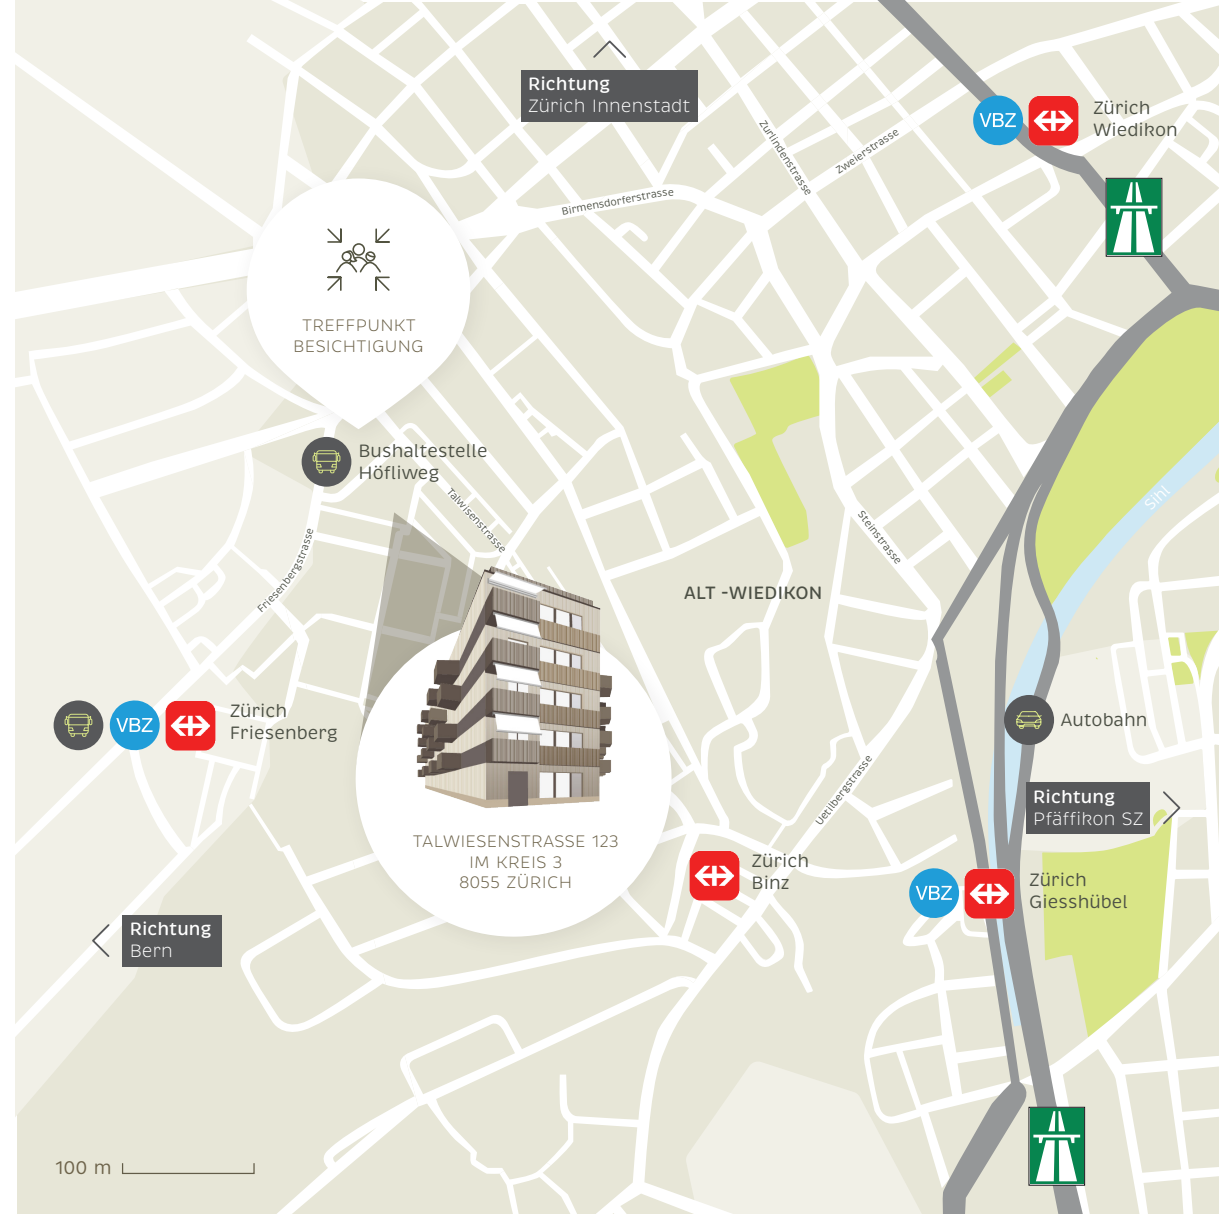 Richtung
Zürich Innenstadt
VBZ
Zürich
Wiedikon
Zurlindenstrasse
Zweierstrasse
Birmensdorferstrasse
TREFFPUNKT
BESICHTIGUNG
Bushaltestelle
Höfliweg
Talwisenstrasse
Steinstrasse
Sihl
Friesenbergstrasse
ALT -WIEDIKON
VBZ
Zürich
Friesenberg
Autobahn
Uetlibergstrasse
Richtung
Pfäffikon SZ
TALWIESENSTRASSE 123
IM KREIS 3
8055 ZÜRICH
Zürich
Binz
VBZ
Zürich
Giesshübel
Richtung
Bern
100 m